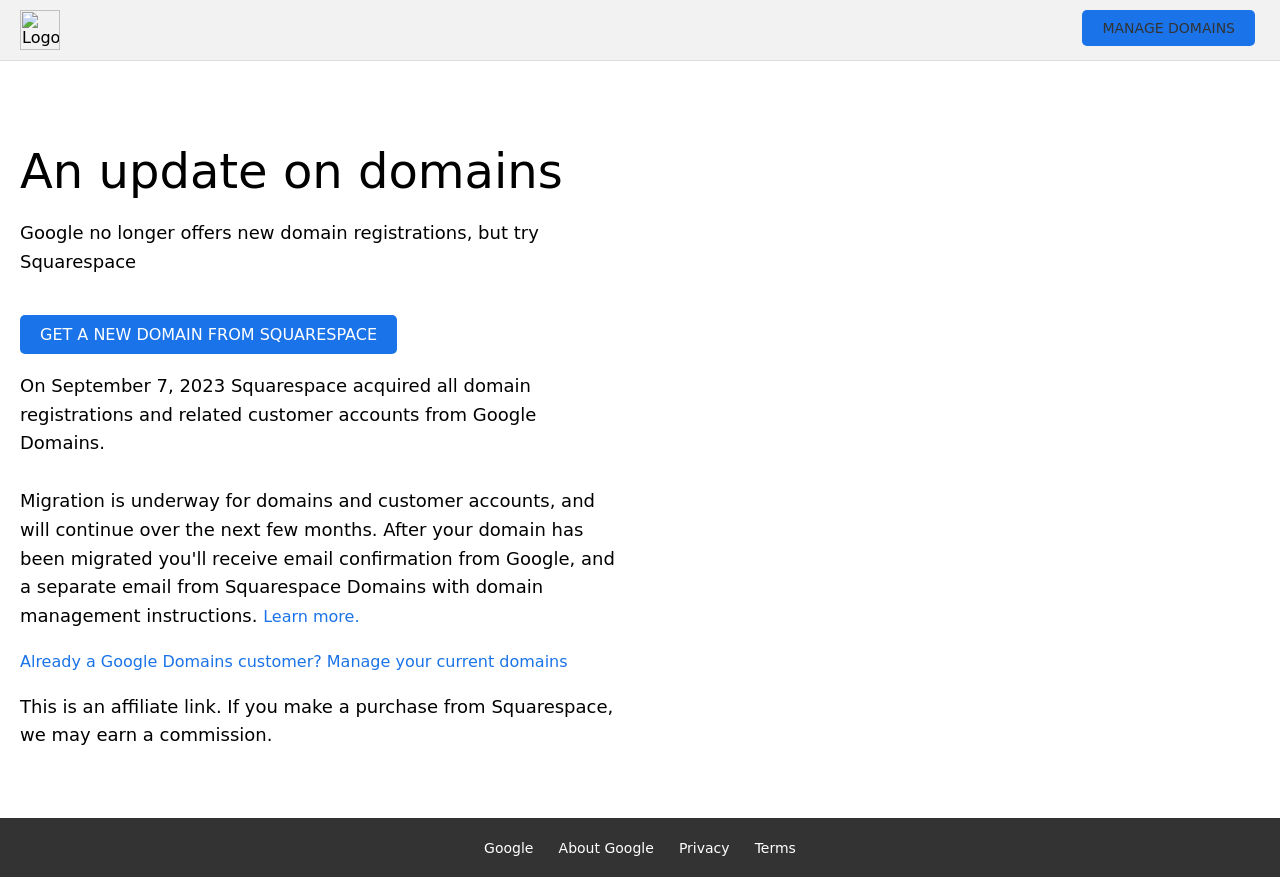 Logo
MANAGE DOMAINS
An update on domains
Google no longer offers new domain registrations, but try
Squarespace
GET A NEW DOMAIN FROM SQUARESPACE
On September 7, 2023 Squarespace acquired all domain
registrations and related customer accounts from Google
Domains.
Migration is underway for domains and customer accounts, and
will continue over the next few months. After your domain has
been migrated you'll receive email confirmation from Google, and
a separate email from Squarespace Domains with domain
management instructions. Learn more.
Already a Google Domains customer? Manage your current domains
This is an affiliate link. If you make a purchase from Squarespace,
we may earn a commission.
Google About Google Privacy Terms